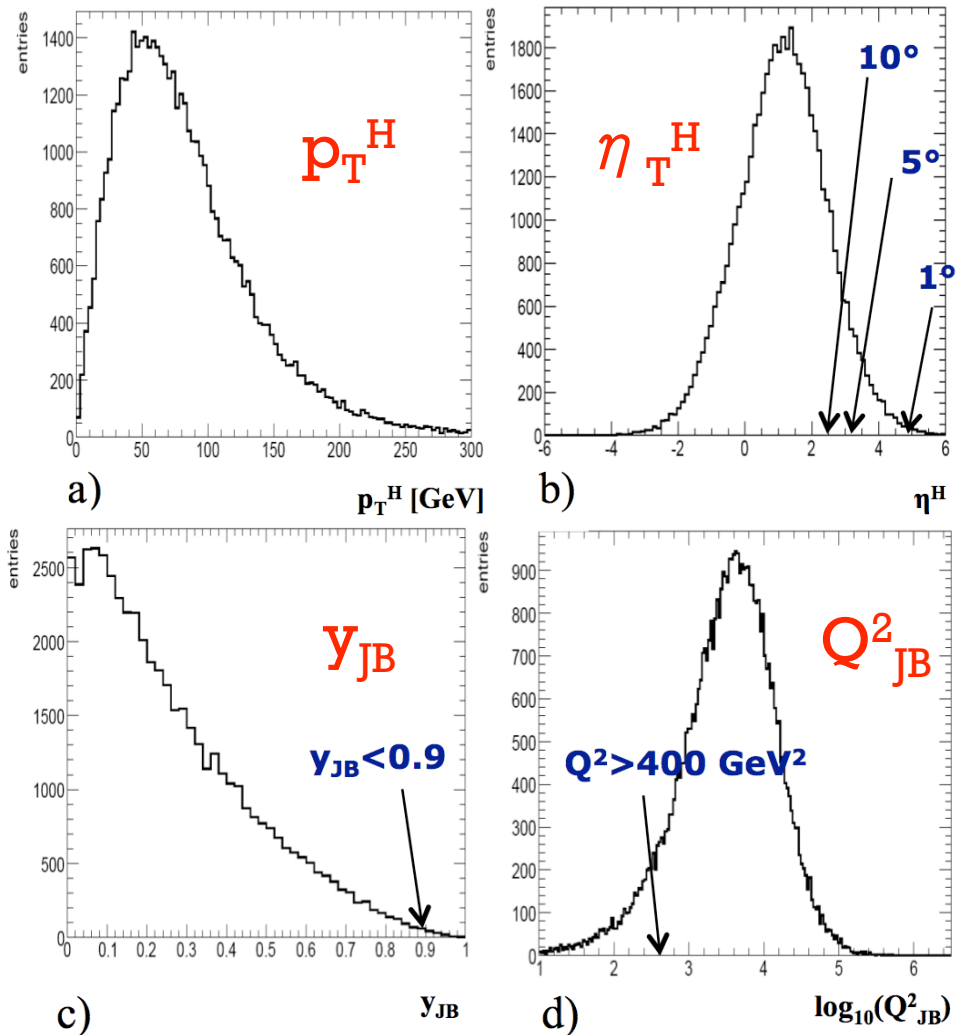 entries
1400
1200
1000
800
600
400
200
0
0 50 100 150 200 250 300
p_T^H
a)
p_T^H [GeV]
entries
1800
1600
1400
1200
1000
800
600
400
200
0
-6 -4 -2 0 2 4 6
η_T^H
10°
5°
1°
b)
η^H
entries
2500
2000
1500
1000
500
0
0 0.1 0.2 0.3 0.4 0.5 0.6 0.7 0.8 0.9 1
y_JB
y_JB<0.9
c)
y_JB
entries
900
800
700
600
500
400
300
200
100
0
1 2 3 4 5 6
Q²_JB
Q²>400 GeV²
d)
log₁₀(Q²_JB)